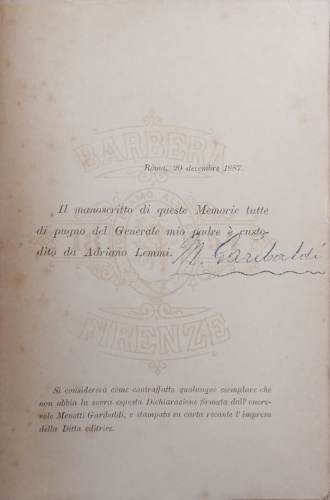 BARBÈRA
Roma, 20 decembre 1887.
Il manoscritto di queste Memorie tutte
di pugno del Generale mio padre è custo-
dito da Adriano Lemmi. M. Garibaldi
FIRENZE
Si considererà come contraffatto qualunque esemplare che
non abbia la sovra esposta Dichiarazione firmata dall' onore-
vole Menotti Garibaldi, e stampata su carta recante l' impresa
della Ditta editrice.